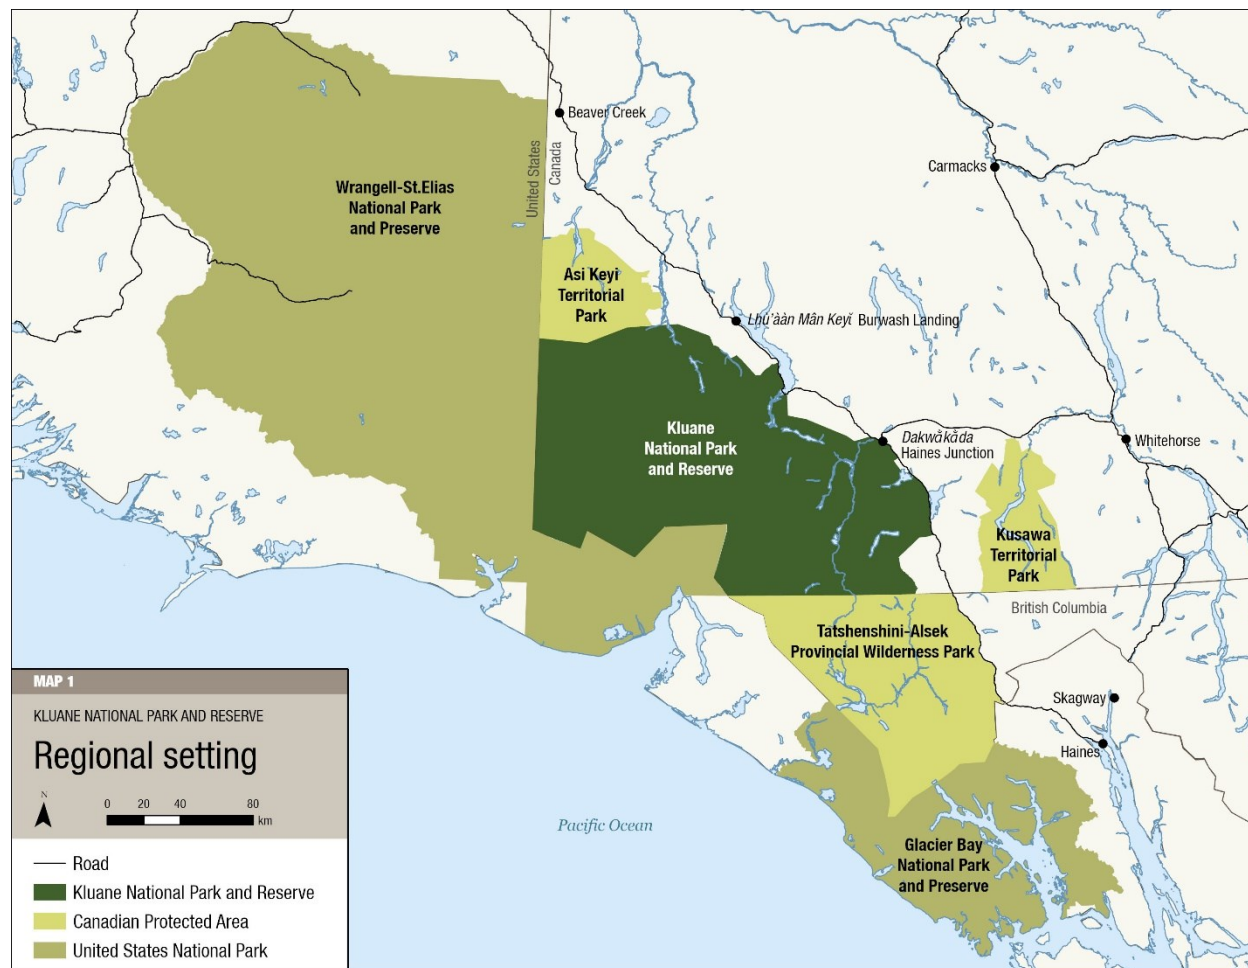 Beaver Creek
United States
Canada
Carmacks
Wrangell-St.Elias
National Park
and Preserve
Asi Keyi
Territorial
Park
Lhù’ààn Mân Keyǐ Burwash Landing
Kluane
National Park
and Reserve
Dakwǎkǎda
Haines Junction
Whitehorse
Kusawa
Territorial
Park
British Columbia
Tatshenshini-Alsek
Provincial Wilderness Park
Skagway
Haines
Pacific Ocean
Glacier Bay
National Park
and Preserve
MAP 1
KLUANE NATIONAL PARK AND RESERVE
Regional setting
N
0 20 40 80
km
Road
Kluane National Park and Reserve
Canadian Protected Area
United States National Park